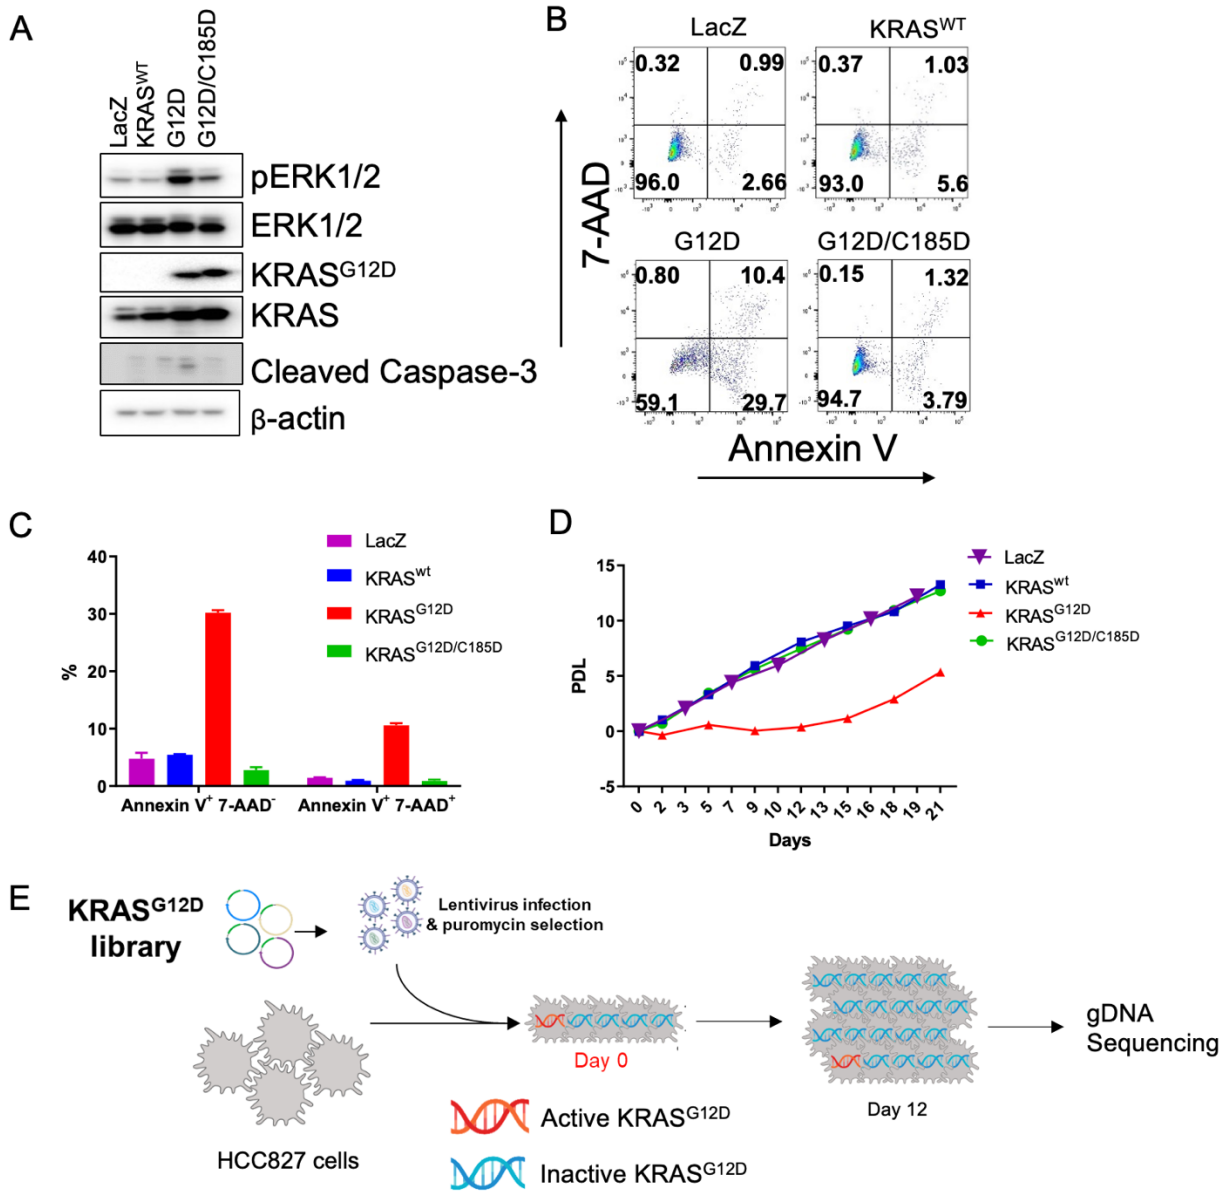 A
LacZ
KRASWT
G12D
G12D/C185D
pERK1/2
ERK1/2
KRASG12D
KRAS
Cleaved Caspase-3
β-actin
B
LacZ
KRASWT
0.32
0.99
96.0
2.66
0.37
1.03
93.0
5.6
G12D
G12D/C185D
0.80
10.4
59.1
29.7
0.15
1.32
94.7
3.79
7-AAD
Annexin V
C
LacZ
KRASwt
KRASG12D
KRASG12D/C185D
40
30
20
10
0
%
Annexin V+ 7-AAD-
Annexin V+ 7-AAD+
D
LacZ
KRASwt
KRASG12D
KRASG12D/C185D
15
10
5
0
-5
PDL
0 2 3 5 7 9 10 12 13 15 16 18 19 21
Days
E
KRASG12D
library
Lentivirus infection
& puromycin selection
HCC827 cells
Day 0
Day 12
gDNA
Sequencing
Active KRASG12D
Inactive KRASG12D